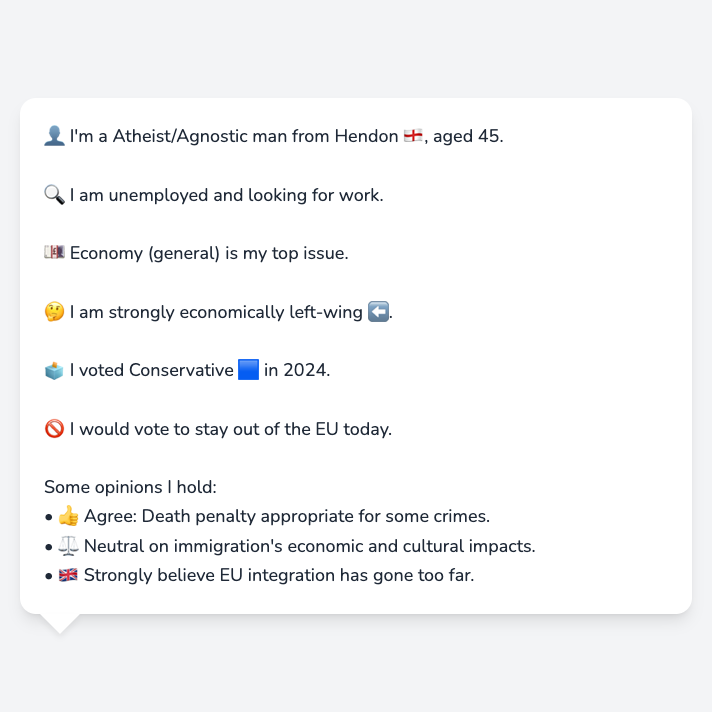 👤 I'm a Atheist/Agnostic man from Hendon 🏴󠁧󠁢󠁥󠁮󠁧󠁿, aged 45.
🔍 I am unemployed and looking for work.
💷 Economy (general) is my top issue.
🤔 I am strongly economically left-wing ⬅️.
🗳️ I voted Conservative 🟦 in 2024.
🚫 I would vote to stay out of the EU today.
Some opinions I hold:
• 👍 Agree: Death penalty appropriate for some crimes.
• ⚖️ Neutral on immigration's economic and cultural impacts.
• 🇬🇧 Strongly believe EU integration has gone too far.